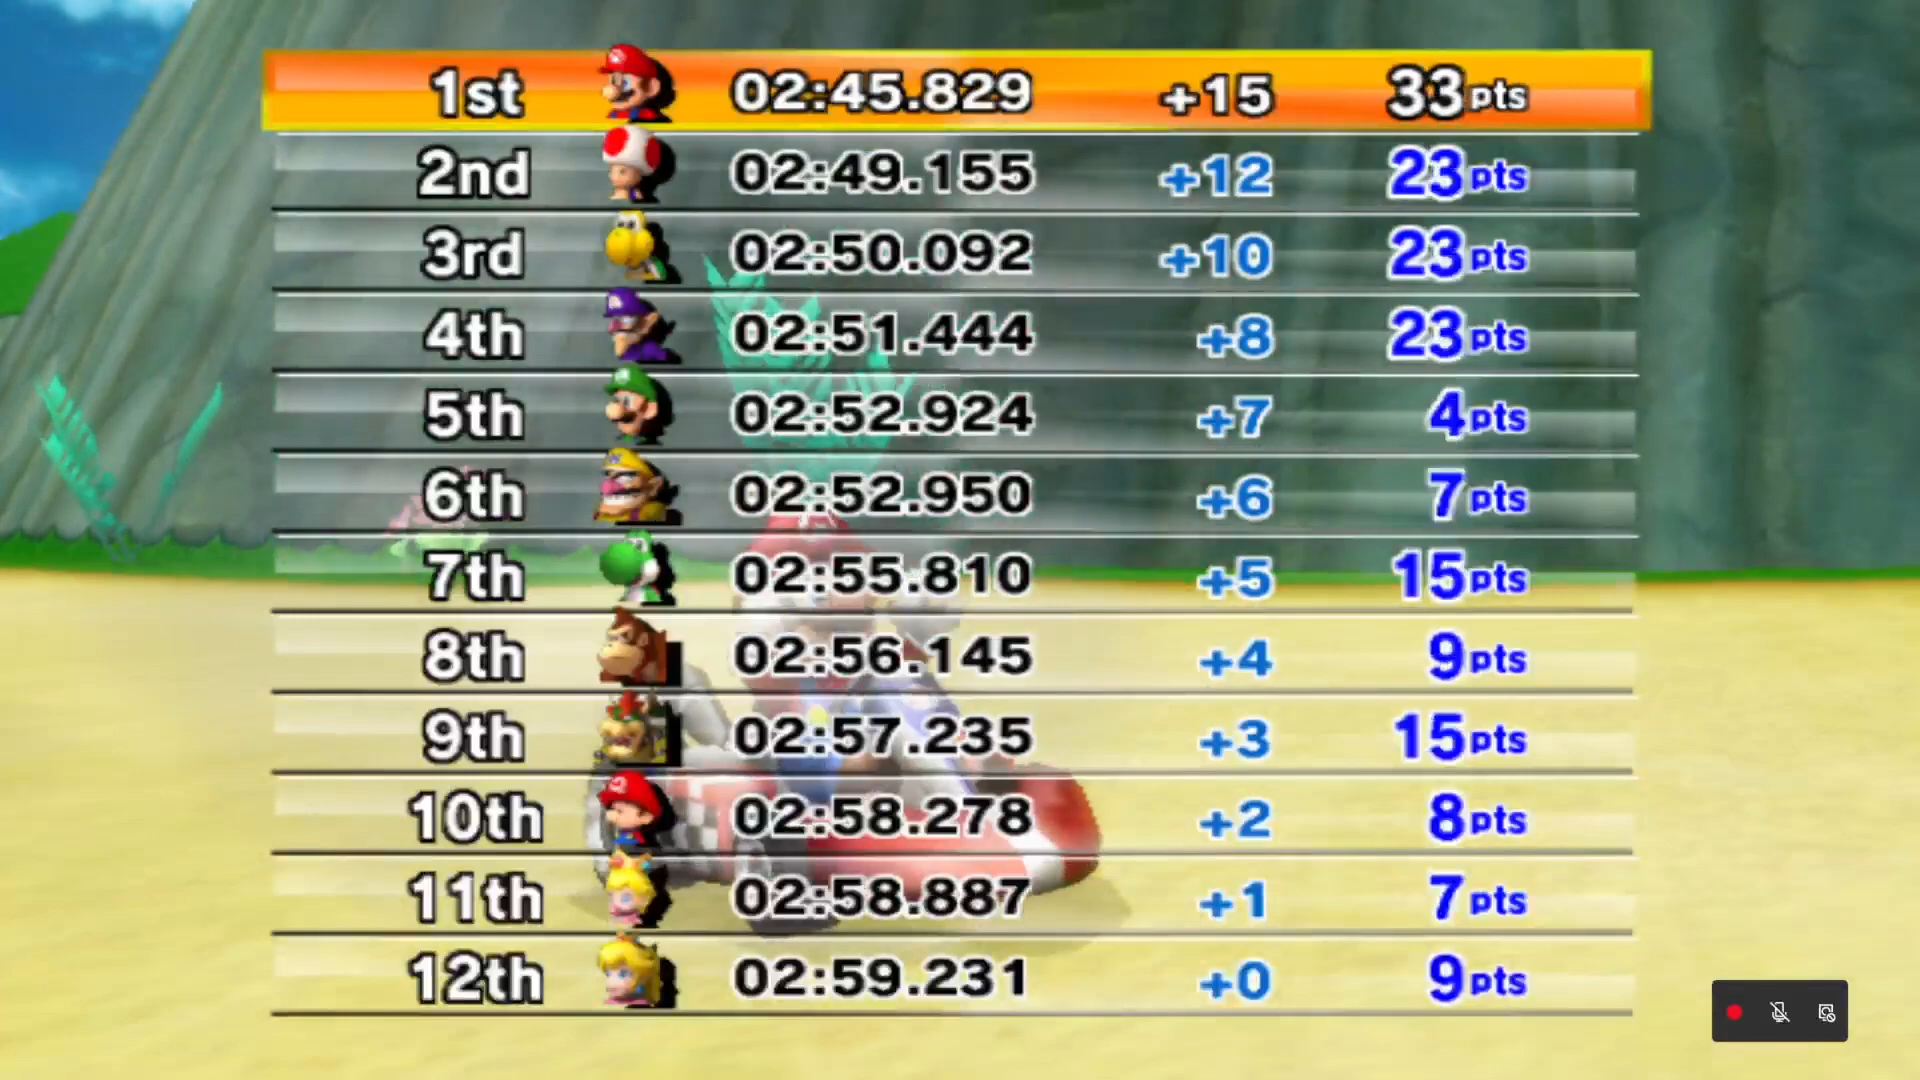 1st 02:45.829 +15 33pts
2nd 02:49.155 +12 23pts
3rd 02:50.092 +10 23pts
4th 02:51.444 +8 23pts
5th 02:52.924 +7 4pts
6th 02:52.950 +6 7pts
7th 02:55.810 +5 15pts
8th 02:56.145 +4 9pts
9th 02:57.235 +3 15pts
10th 02:58.278 +2 8pts
11th 02:58.887 +1 7pts
12th 02:59.231 +0 9pts